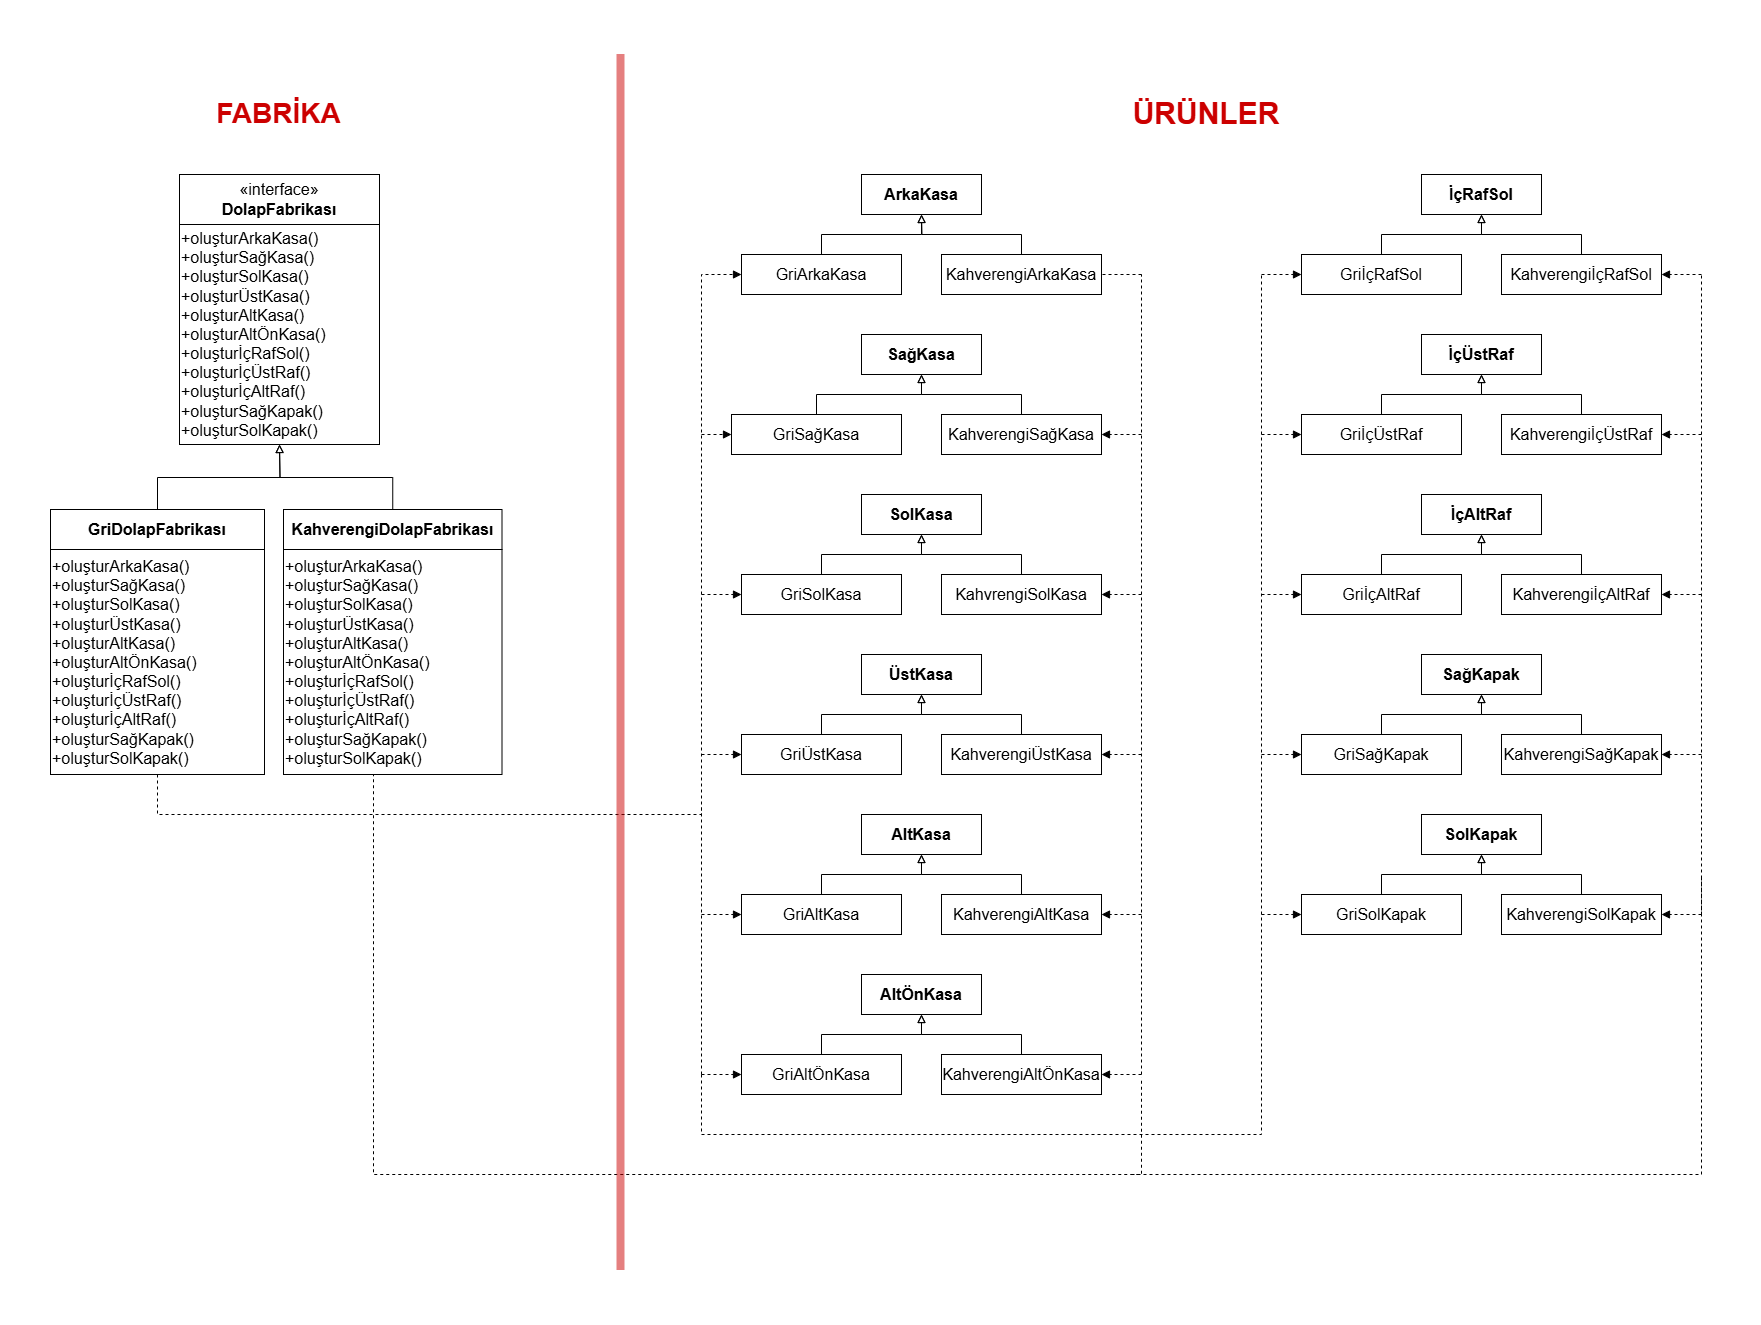 FABRİKA
«interface»
DolapFabrikası
+oluşturArkaKasa()
+oluşturSağKasa()
+oluşturSolKasa()
+oluşturÜstKasa()
+oluşturAltKasa()
+oluşturAltÖnKasa()
+oluşturİçRafSol()
+oluşturİçÜstRaf()
+oluşturİçAltRaf()
+oluşturSağKapak()
+oluşturSolKapak()
GriDolapFabrikası
+oluşturArkaKasa()
+oluşturSağKasa()
+oluşturSolKasa()
+oluşturÜstKasa()
+oluşturAltKasa()
+oluşturAltÖnKasa()
+oluşturİçRafSol()
+oluşturİçÜstRaf()
+oluşturİçAltRaf()
+oluşturSağKapak()
+oluşturSolKapak()
KahverengiDolapFabrikası
+oluşturArkaKasa()
+oluşturSağKasa()
+oluşturSolKasa()
+oluşturÜstKasa()
+oluşturAltKasa()
+oluşturAltÖnKasa()
+oluşturİçRafSol()
+oluşturİçÜstRaf()
+oluşturİçAltRaf()
+oluşturSağKapak()
+oluşturSolKapak()
ÜRÜNLER
ArkaKasa
GriArkaKasa
KahverengiArkaKasa
SağKasa
GriSağKasa
KahverengiSağKasa
SolKasa
GriSolKasa
KahvrengiSolKasa
ÜstKasa
GriÜstKasa
KahverengiÜstKasa
AltKasa
GriAltKasa
KahverengiAltKasa
AltÖnKasa
GriAltÖnKasa
KahverengiAltÖnKasa
İçRafSol
GriİçRafSol
KahverengiİçRafSol
İçÜstRaf
GriİçÜstRaf
KahverengiİçÜstRaf
İçAltRaf
GriİçAltRaf
KahverengiİçAltRaf
SağKapak
GriSağKapak
KahverengiSağKapak
SolKapak
GriSolKapak
KahverengiSolKapak